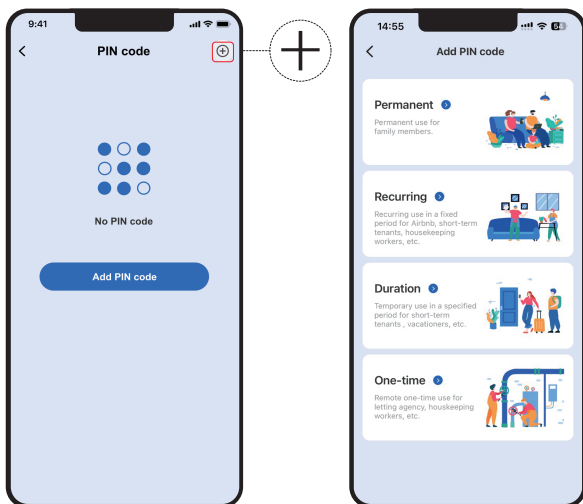 9:41
PIN code
No PIN code
Add PIN code
14:55
Add PIN code
Permanent
Permanent use for
family members.
Recurring
Recurring use in a fixed
period for Airbnb, short-term
tenants, housekeeping
workers, etc.
Duration
Temporary use in a specified
period for short-term
tenants , vacationers, etc.
One-time
Remote one-time use for
letting agency, houskeeping
workers, etc.